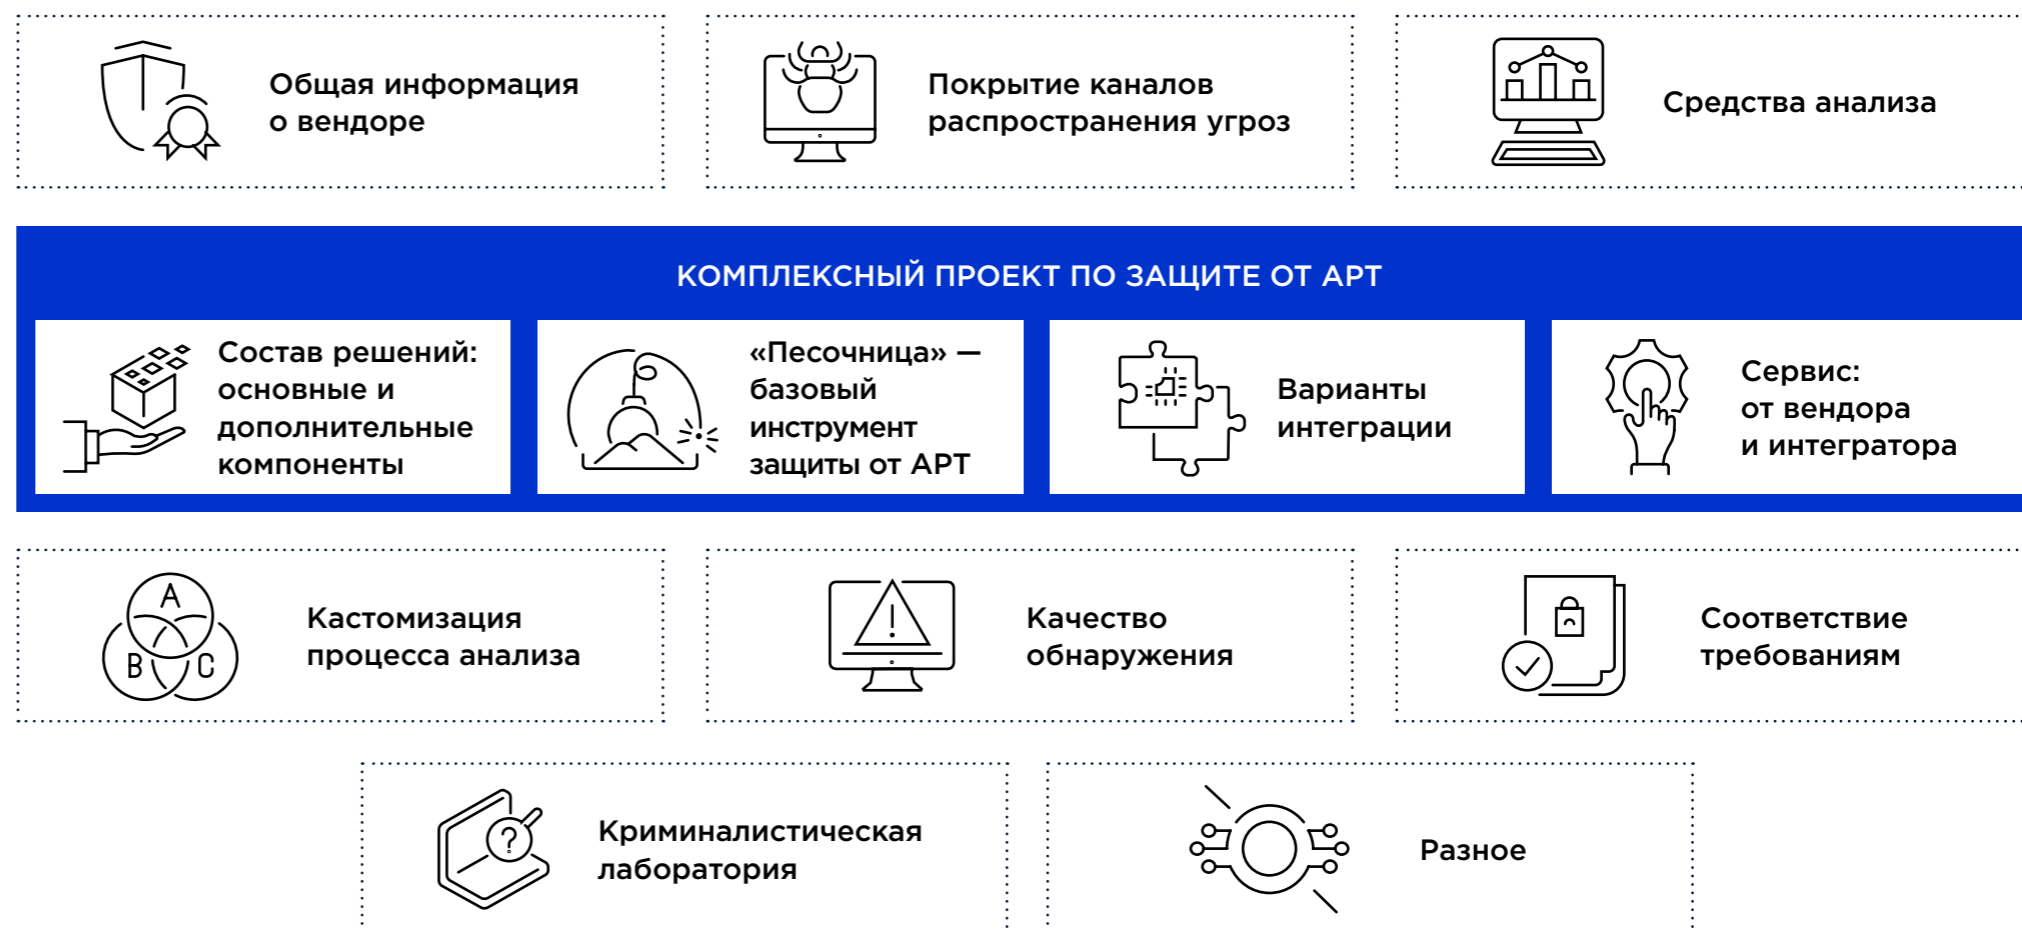 Общая информация
о вендоре
Покрытие каналов
распространения угроз
Средства анализа
КОМПЛЕКСНЫЙ ПРОЕКТ ПО ЗАЩИТЕ ОТ АРТ
Состав решений:
основные и
дополнительные
компоненты
«Песочница» —
базовый
инструмент
защиты от АРТ
Варианты
интеграции
Сервис:
от вендора
и интегратора
A
B C
Кастомизация
процесса анализа
Качество
обнаружения
Соответствие
требованиям
Криминалистическая
лаборатория
Разное